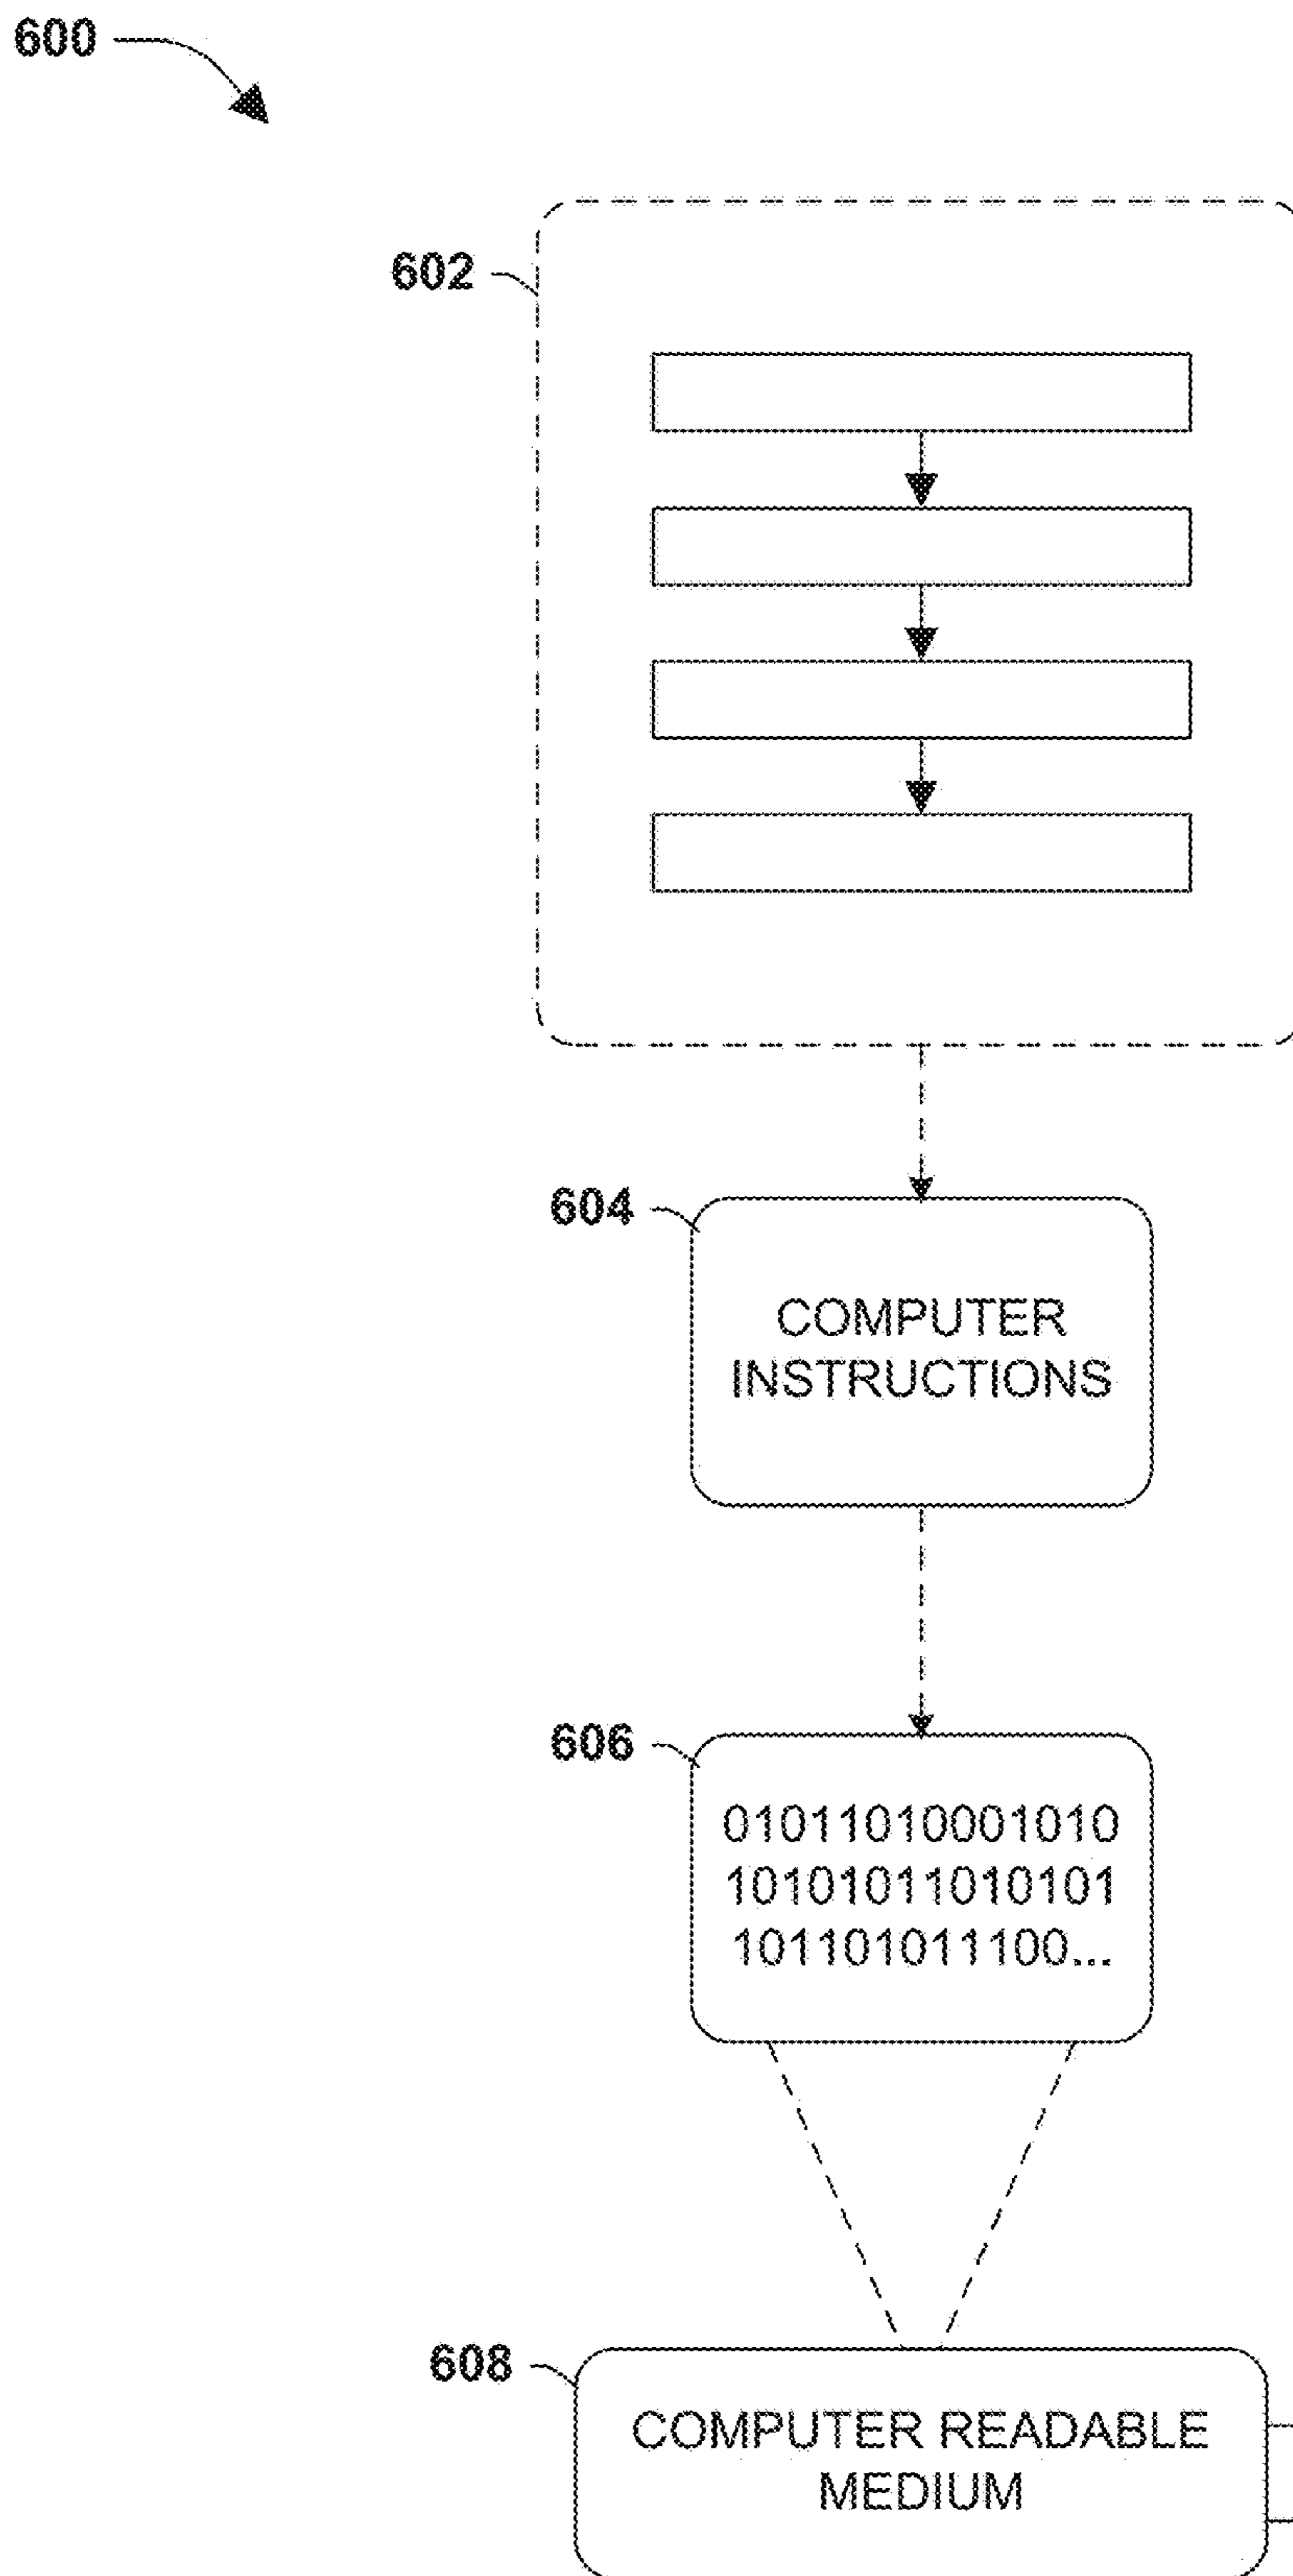 600
602
604
COMPUTER
INSTRUCTIONS
606
01011010001010
10101011010101
101101011100...
608
COMPUTER READABLE
MEDIUM